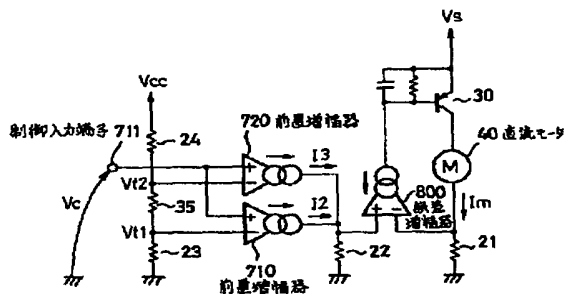 Vs
Vcc
制御入力端子 711
24
720 前置増幅器
30
40 直流モータ
M
I3
Vt2
Vc
35
I2
800
誤差
増幅器
Im
Vt1
23
22
21
710
前置増幅器
+
-
+
-
+
-